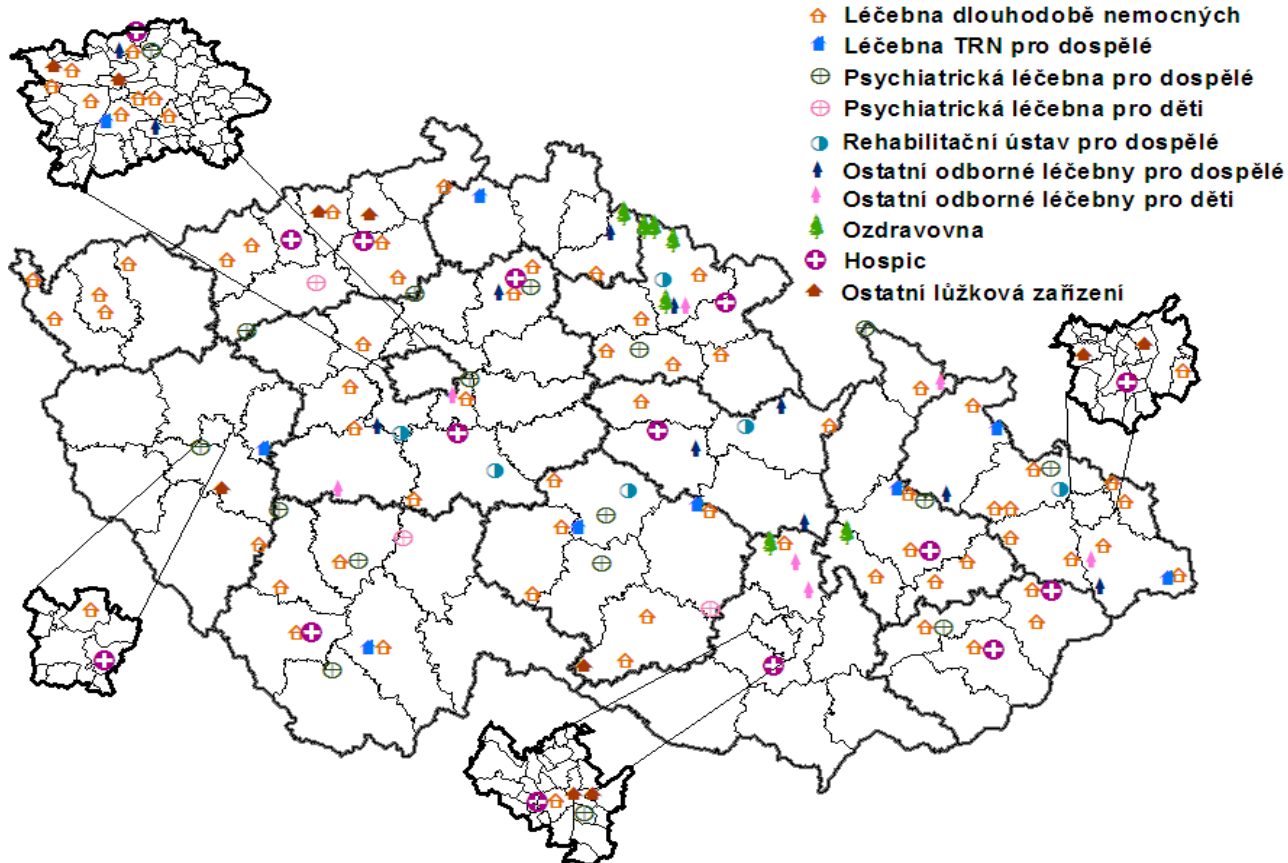 Léčebna dlouhodobě nemocných
Léčebna TRN pro dospělé
Psychiatrická léčebna pro dospělé
Psychiatrická léčebna pro děti
Rehabilitační ústav pro dospělé
Ostatní odborné léčebny pro dospělé
Ostatní odborné léčebny pro děti
Ozdravovna
Hospic
Ostatní lůžková zařízení